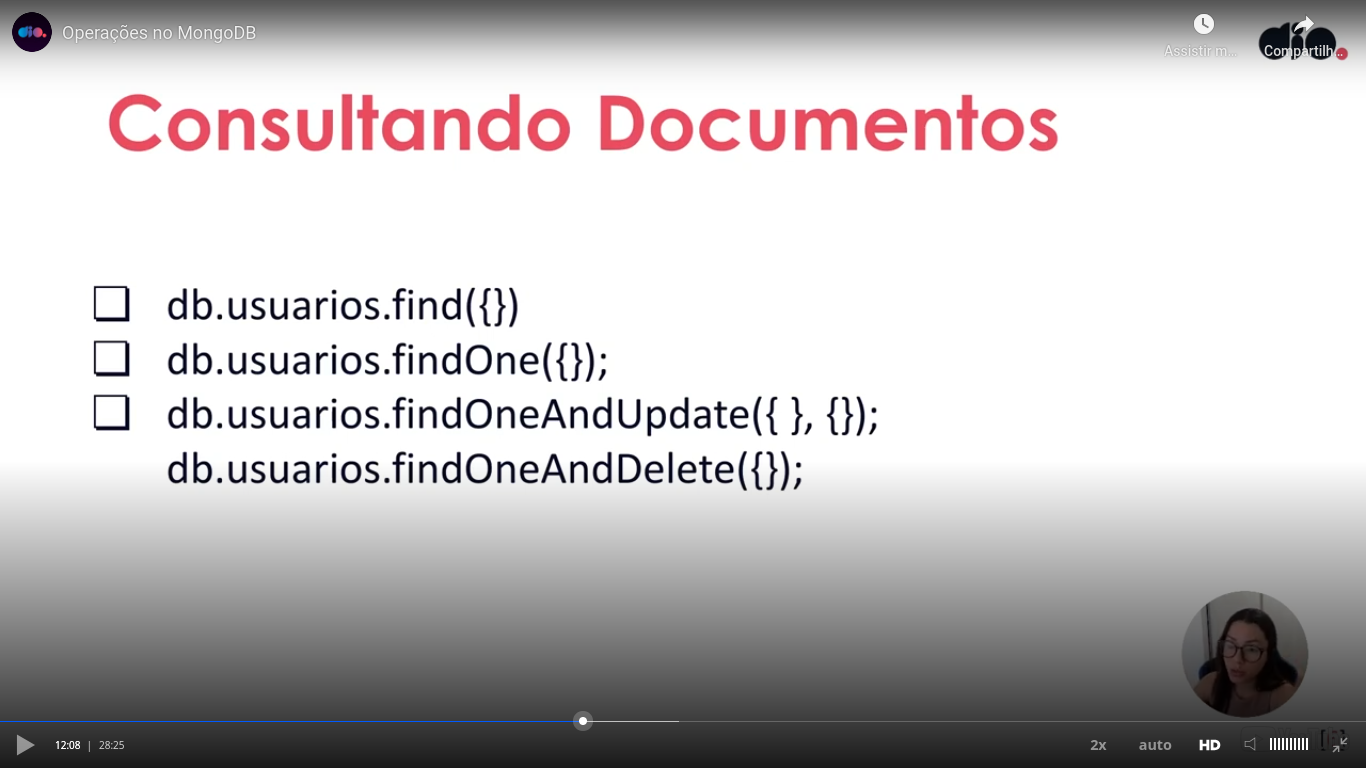 Operações no MongoDB
Assistir m...
Compartilh...
dio
Consultando Documentos
db.usuarios.find({})
db.usuarios.findOne({});
db.usuarios.findOneAndUpdate({ }, {});
db.usuarios.findOneAndDelete({});
12:08 | 28:25
2x
auto
HD